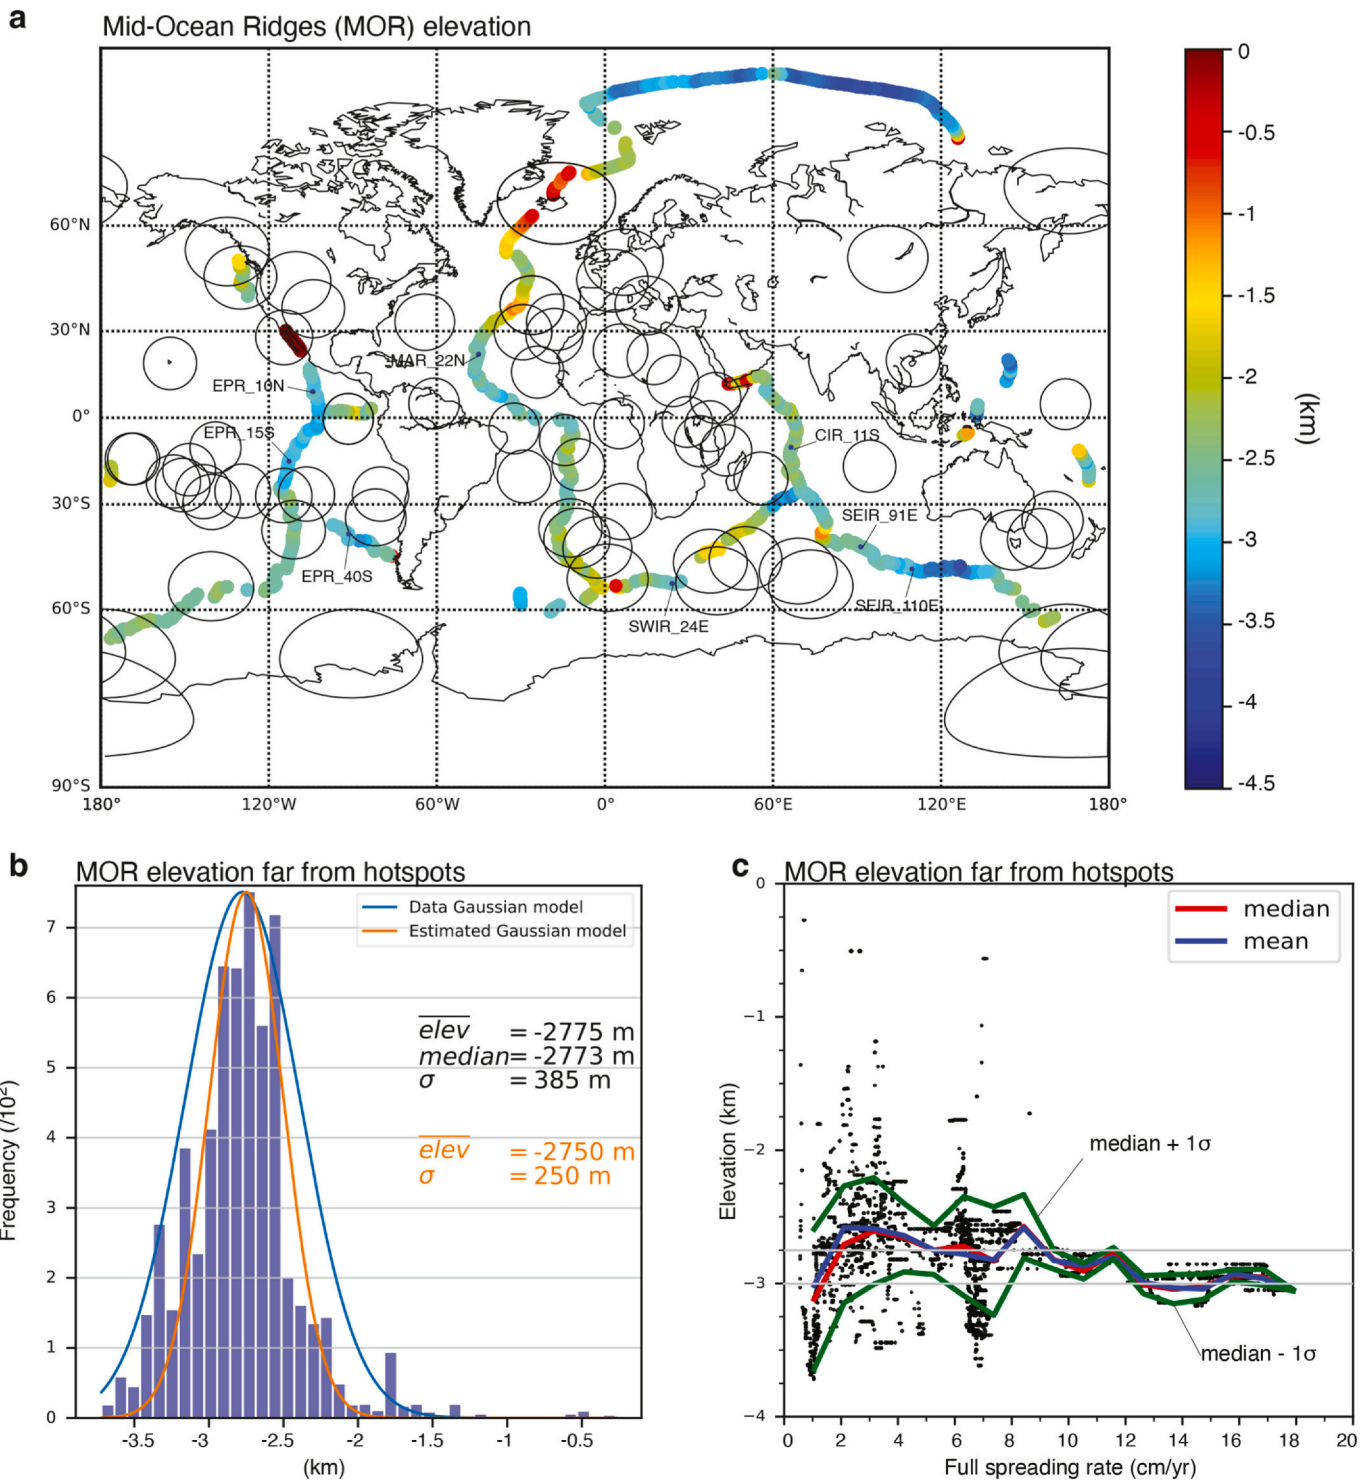 a
Mid-Ocean Ridges (MOR) elevation
60°N
30°N
0°
30°S
60°S
90°S
180°
120°W
60°W
0°
60°E
120°E
180°
MAR_22N
EPR_10N
EPR_15S
CIR_11S
SEIR_91E
EPR_40S
SEIR_110E
SWIR_24E
0
-0.5
-1
-1.5
-2
-2.5
-3
-3.5
-4
-4.5
(km)
b
MOR elevation far from hotspots
Data Gaussian model
Estimated Gaussian model
elev = -2775 m
median = -2773 m
σ = 385 m
elev = -2750 m
σ = 250 m
Frequency (/10²)
7
6
5
4
3
2
1
0
-3.5
-3
-2.5
-2
-1.5
-1
-0.5
(km)
c
MOR elevation far from hotspots
median
mean
median + 1σ
median - 1σ
Elevation (km)
0
−1
−2
−3
−4
0
2
4
6
8
10
12
14
16
18
20
Full spreading rate (cm/yr)